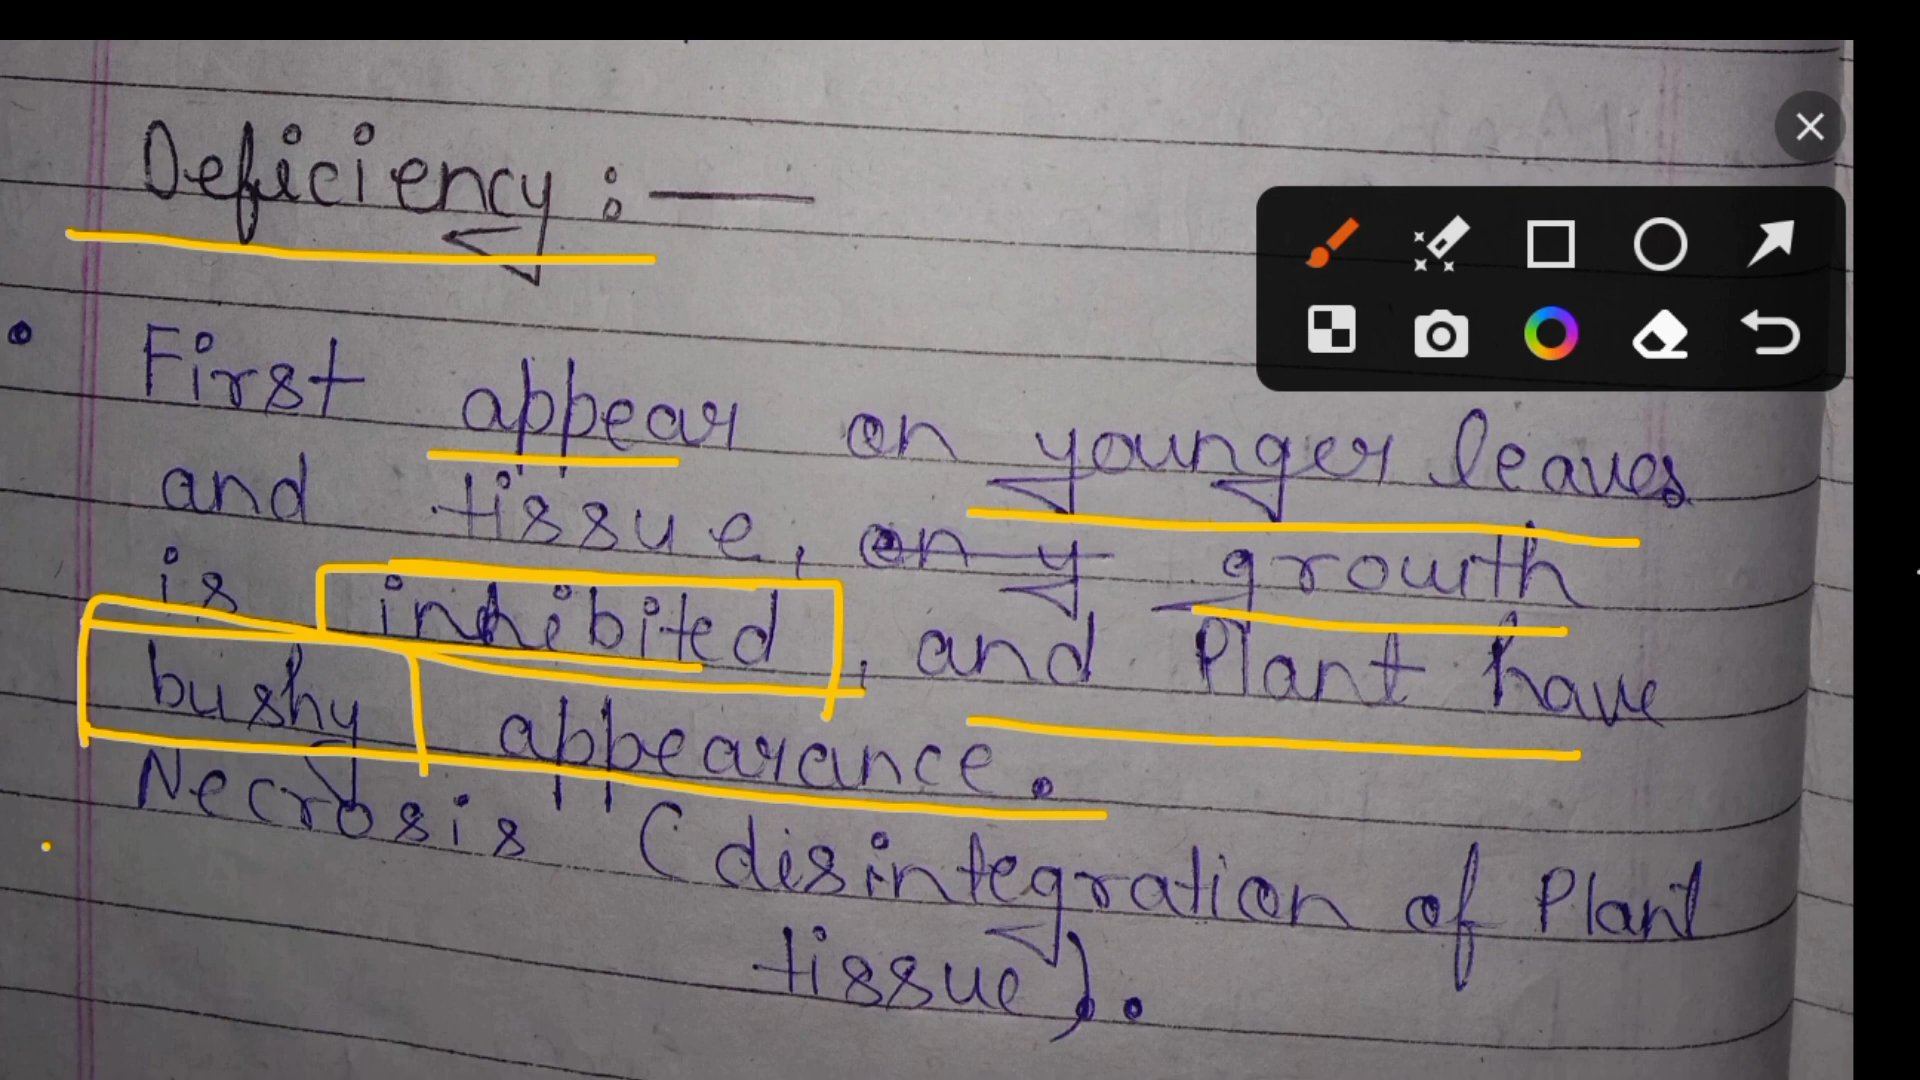 Deficiency :—
• First appear on younger leaves
and tissue, on y growth
is inhibited, and Plant have
bushy appearance.
Necrosis (disintegration of Plant
tissue).